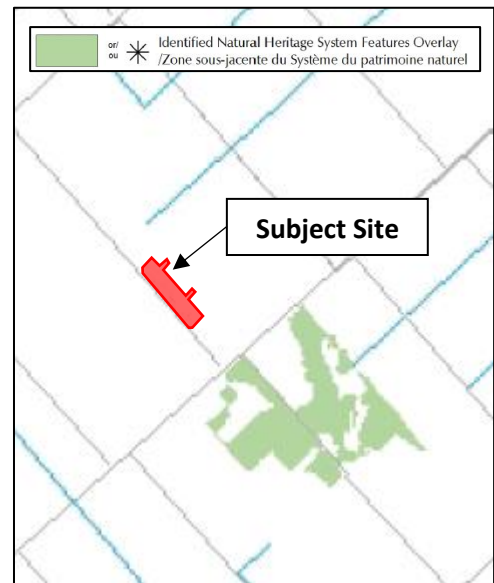 or/ Identified Natural Heritage System Features Overlay
ou /Zone sous-jacente du Système du patrimoine naturel
Subject Site